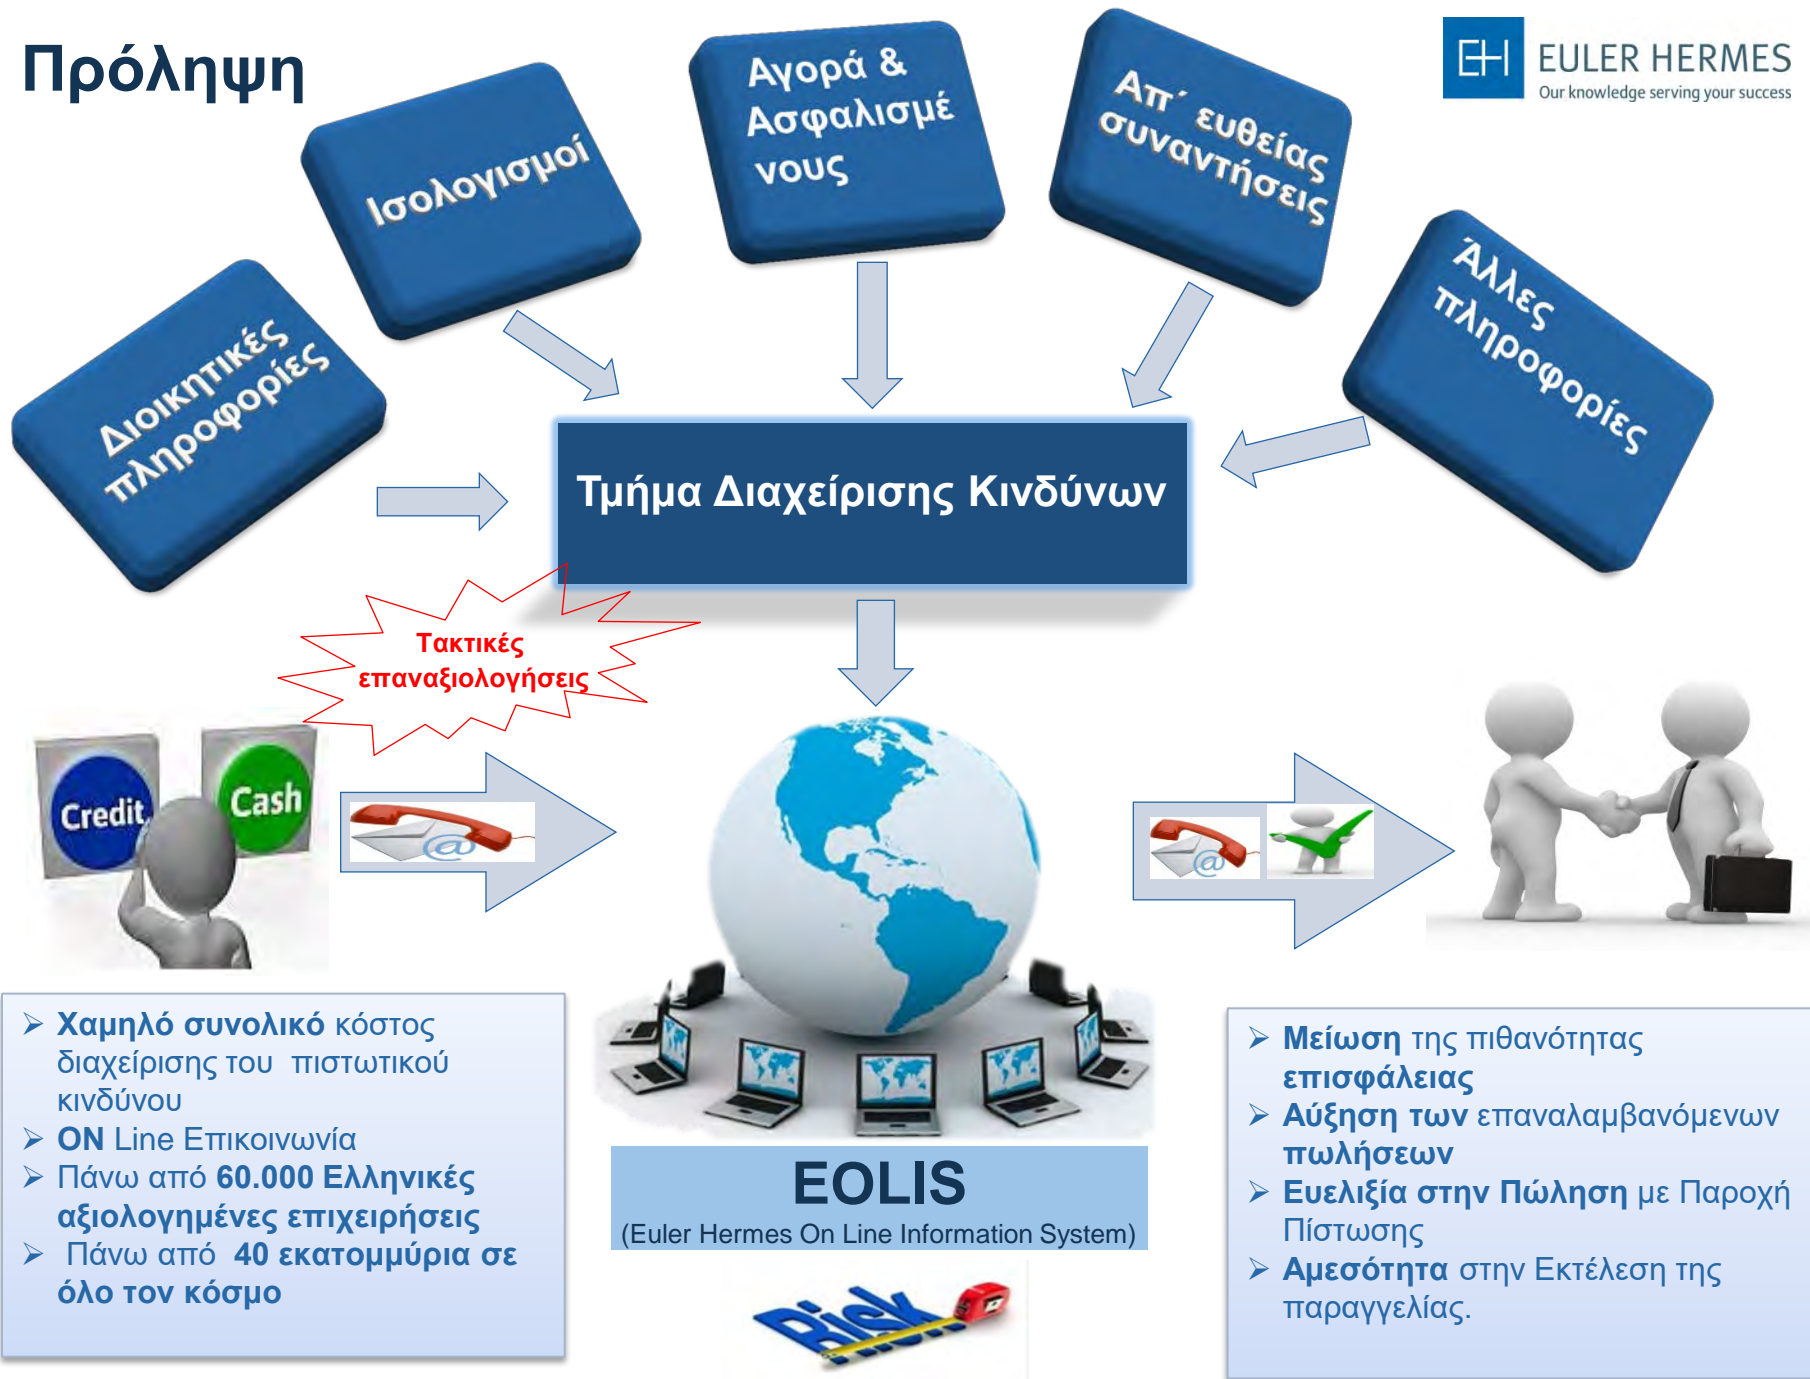 Πρόληψη
EH
EULER HERMES
Our knowledge serving your success
Διοικητικές
πληροφορίες
Ισολογισμοί
Αγορά &
Ασφαλισμέ
νους
Απ΄ ευθείας
συναντήσεις
Άλλες
πληροφορίες
Τμήμα Διαχείρισης Κινδύνων
Τακτικές
επαναξιολογήσεις
Credit
Cash
@
@
➢ Χαμηλό συνολικό κόστος
διαχείρισης του πιστωτικού
κινδύνου
➢ ON Line Επικοινωνία
➢ Πάνω από 60.000 Ελληνικές
αξιολογημένες επιχειρήσεις
➢ Πάνω από 40 εκατομμύρια σε
όλο τον κόσμο
EOLIS
(Euler Hermes On Line Information System)
Risk
➢ Μείωση της πιθανότητας
επισφάλειας
➢ Αύξηση των επαναλαμβανόμενων
πωλήσεων
➢ Ευελιξία στην Πώληση με Παροχή
Πίστωσης
➢ Αμεσότητα στην Εκτέλεση της
παραγγελίας.